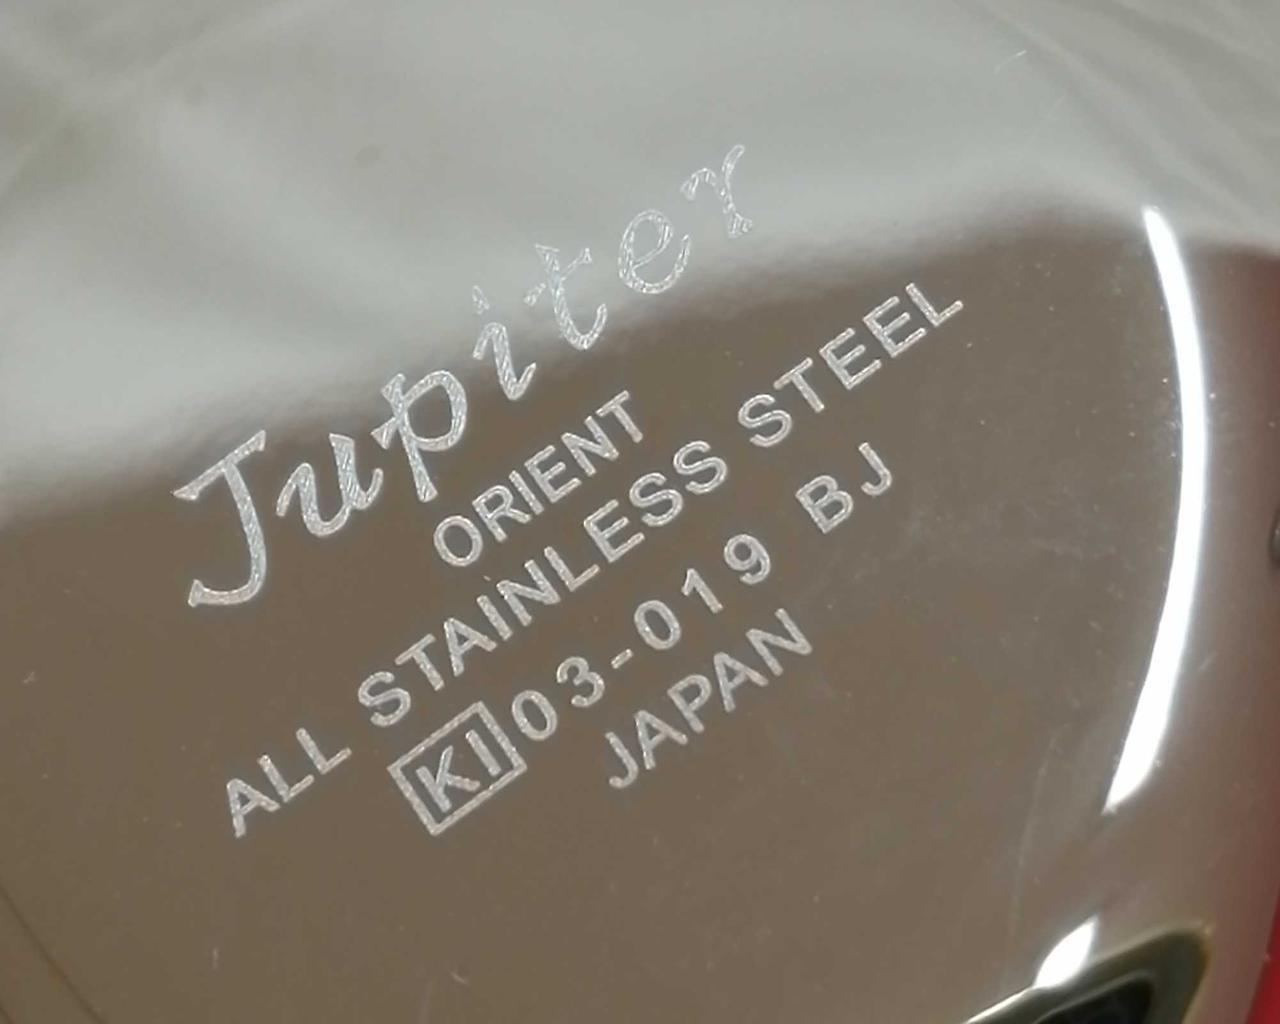 Jupiter
ORIENT
ALL STAINLESS STEEL
KI 03-019 BJ
JAPAN